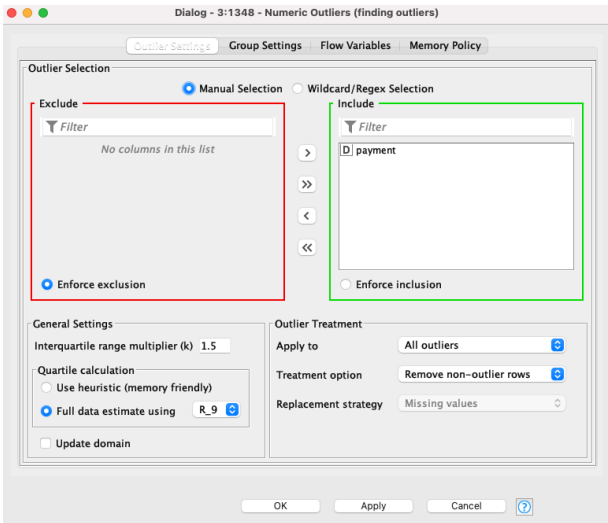 Dialog - 3:1348 - Numeric Outliers (finding outliers)
Outlier Settings Group Settings Flow Variables Memory Policy
Outlier Selection
Manual Selection Wildcard/Regex Selection
Exclude
Filter
No columns in this list
Enforce exclusion
>
>>
<
<<
Include
Filter
D payment
Enforce inclusion
General Settings
Interquartile range multiplier (k) 1.5
Quartile calculation
Use heuristic (memory friendly)
Full data estimate using R_9
Update domain
Outlier Treatment
Apply to All outliers
Treatment option Remove non-outlier rows
Replacement strategy Missing values
OK Apply Cancel ?